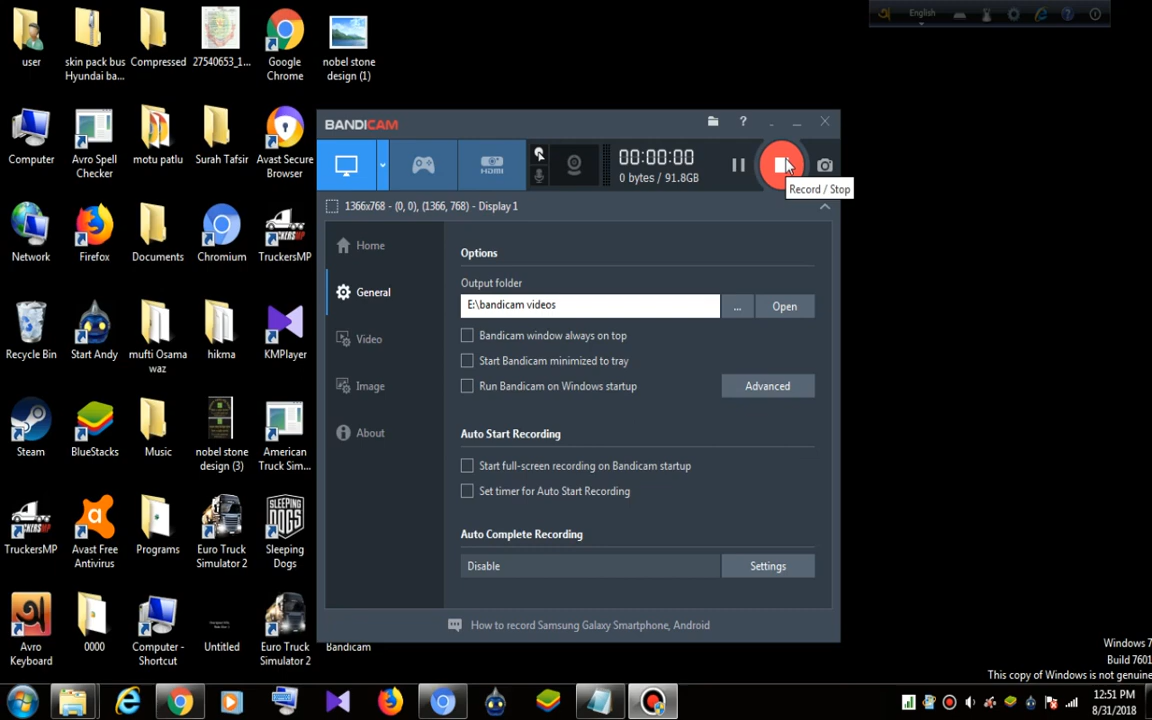 English
user
skin pack bus
Hyundai ba...
Compressed
27540653_1...
Google
Chrome
nobel stone
design (1)
Computer
Avro Spell
Checker
motu patlu
Surah Tafsir
Avast Secure
Browser
Network
Firefox
Documents
Chromium
TruckersMP
Recycle Bin
Start Andy
mufti Osama
waz
hikma
KMPlayer
Steam
BlueStacks
Music
nobel stone
design (3)
American
Truck Sim...
TruckersMP
Avast Free
Antivirus
Programs
Euro Truck
Simulator 2
Sleeping
Dogs
Avro
Keyboard
0000
Computer -
Shortcut
Untitled
Euro Truck
Simulator 2
Bandicam
BANDICAM
HDMI
00:00:00
0 bytes / 91.8GB
Record / Stop
1366x768 - (0, 0), (1366, 768) - Display 1
Home
General
Video
Image
About
Options
Output folder
E:\bandicam videos
...
Open
Bandicam window always on top
Start Bandicam minimized to tray
Run Bandicam on Windows startup
Advanced
Auto Start Recording
Start full-screen recording on Bandicam startup
Set timer for Auto Start Recording
Auto Complete Recording
Disable
Settings
How to record Samsung Galaxy Smartphone, Android
Windows 7
Build 7601
This copy of Windows is not genuine
12:51 PM
8/31/2018